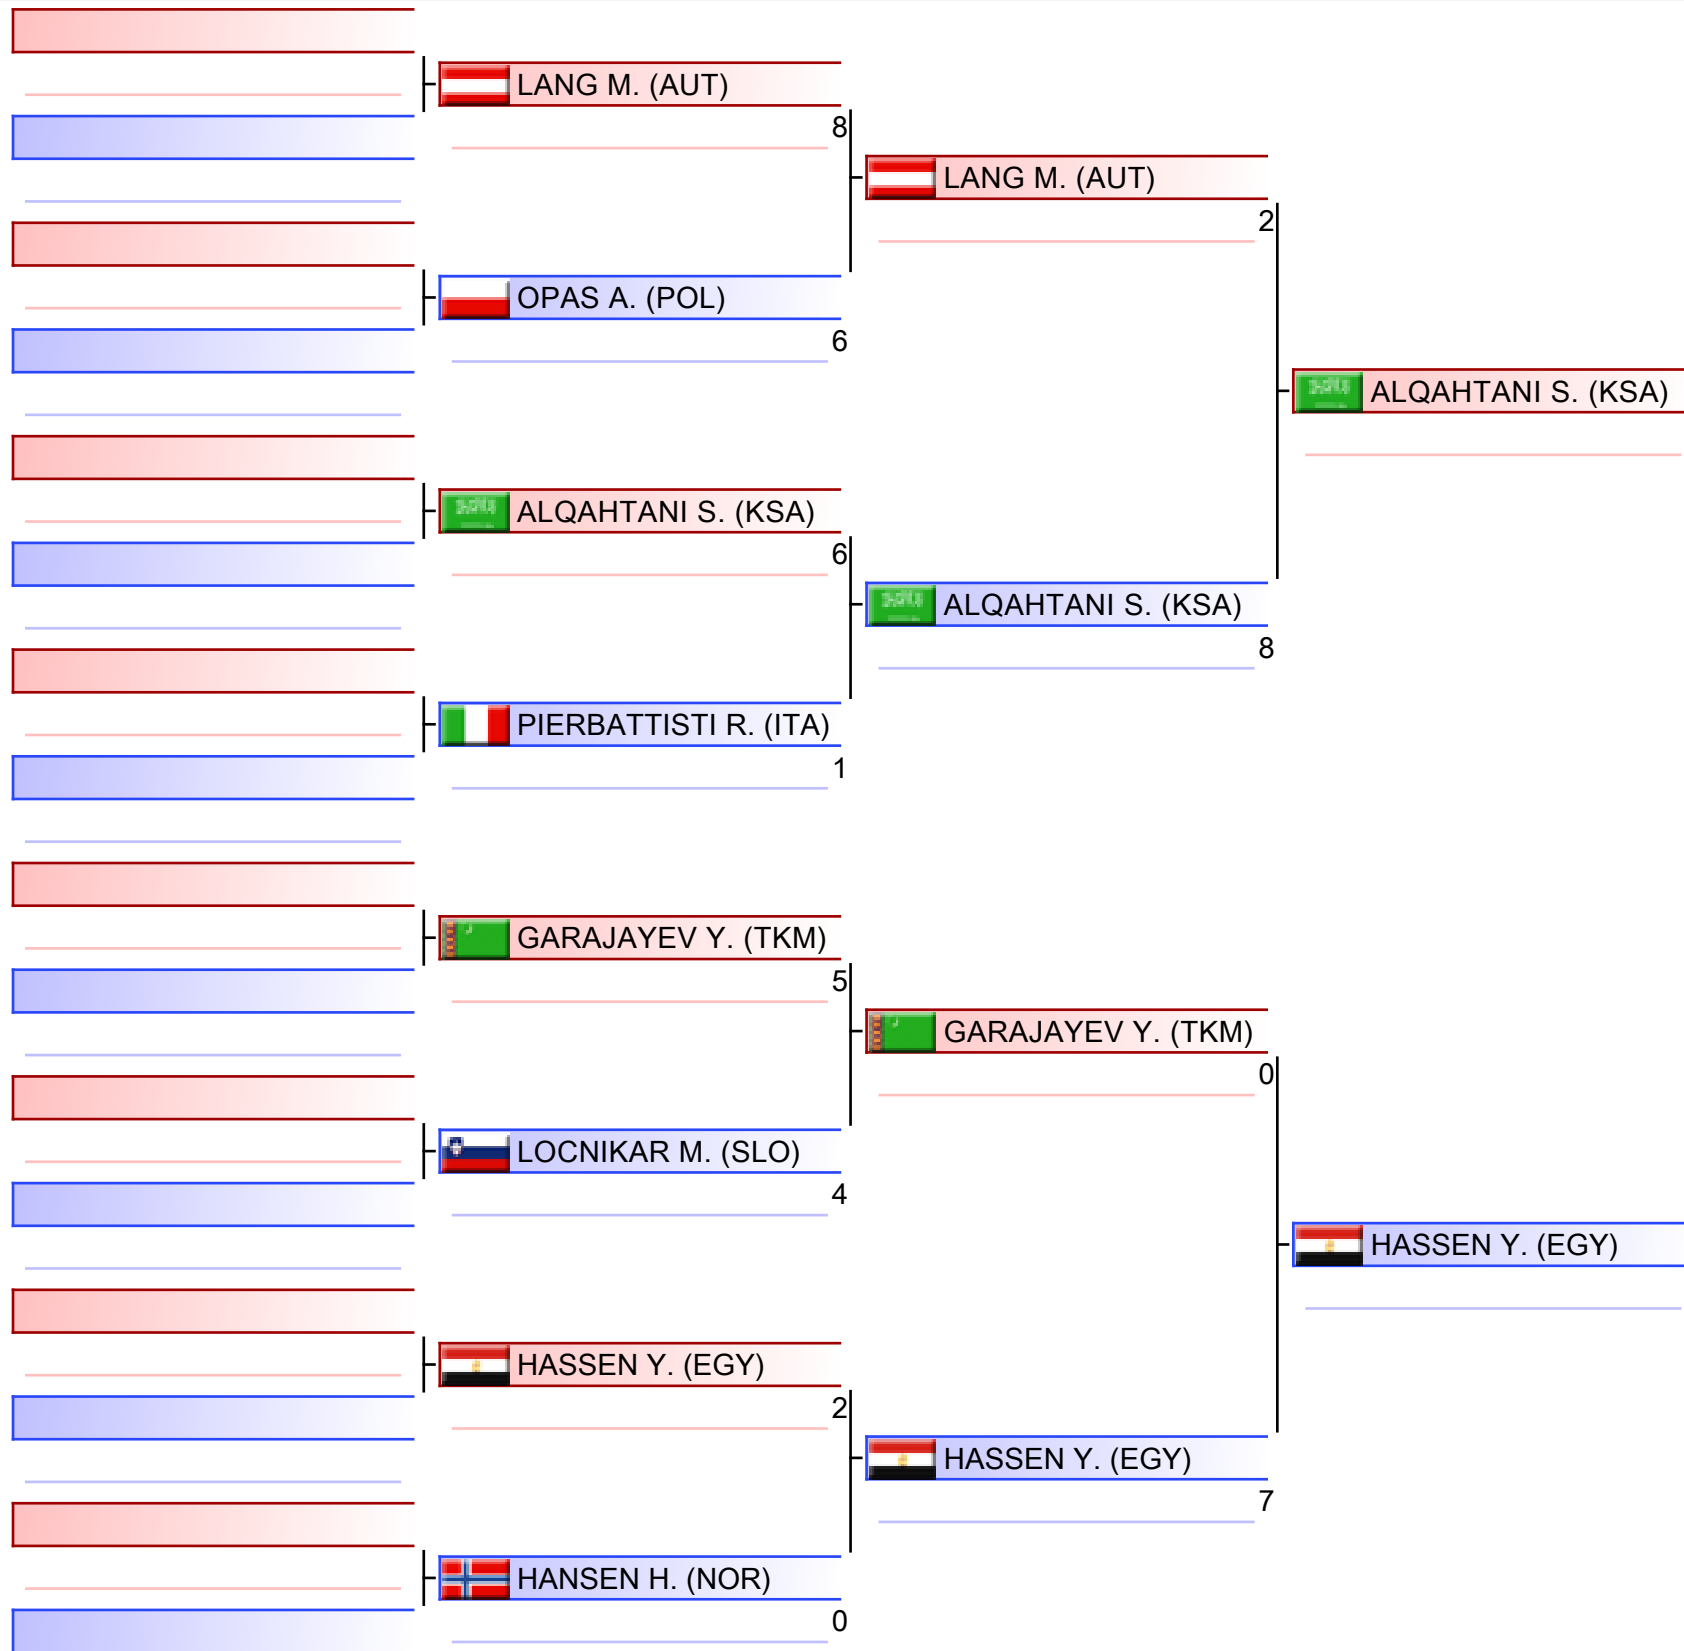 LANG M. (AUT)
8
LANG M. (AUT)
2
OPAS A. (POL)
6
ALQAHTANI S. (KSA)
ALQAHTANI S. (KSA)
6
ALQAHTANI S. (KSA)
8
PIERBATTISTI R. (ITA)
1
GARAJAYEV Y. (TKM)
5
GARAJAYEV Y. (TKM)
0
LOCNIKAR M. (SLO)
4
HASSEN Y. (EGY)
HASSEN Y. (EGY)
2
HASSEN Y. (EGY)
7
HANSEN H. (NOR)
0